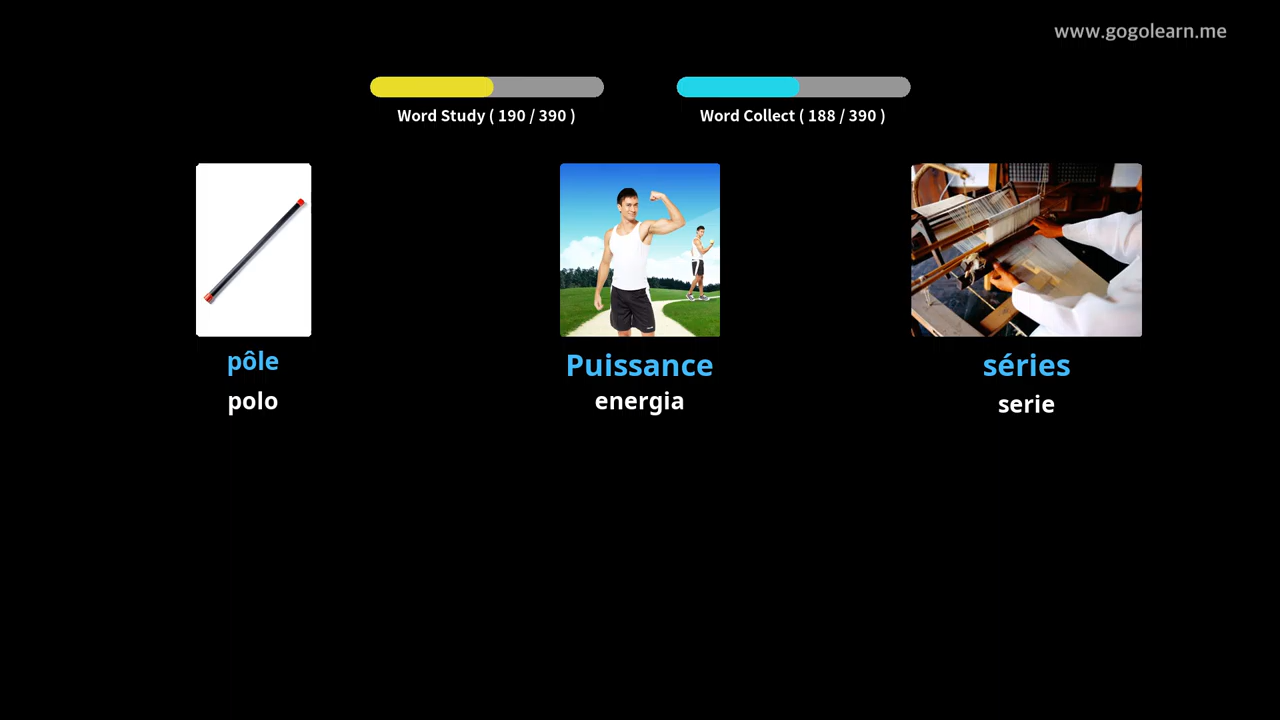 www.gogolearn.me
Word Study ( 190 / 390 )
Word Collect ( 188 / 390 )
pôle
polo
Puissance
energia
séries
serie